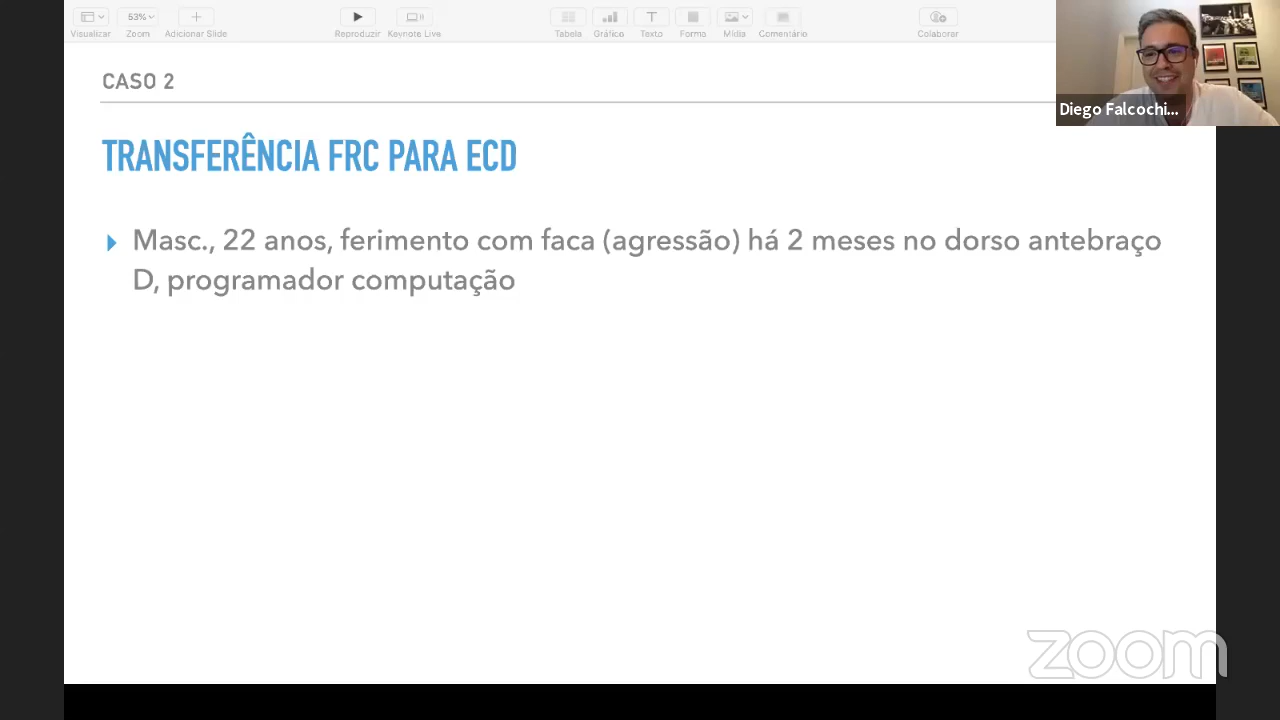 53%
Visualizar
Zoom
Adicionar Slide
Reproduzir
Keynote Live
Tabela
Gráfico
Texto
Forma
Mídia
Comentário
Colaborar
Diego Falcochi...
CASO 2
TRANSFERÊNCIA FRC PARA ECD
Masc., 22 anos, ferimento com faca (agressão) há 2 meses no dorso antebraço
D, programador computação
zoom